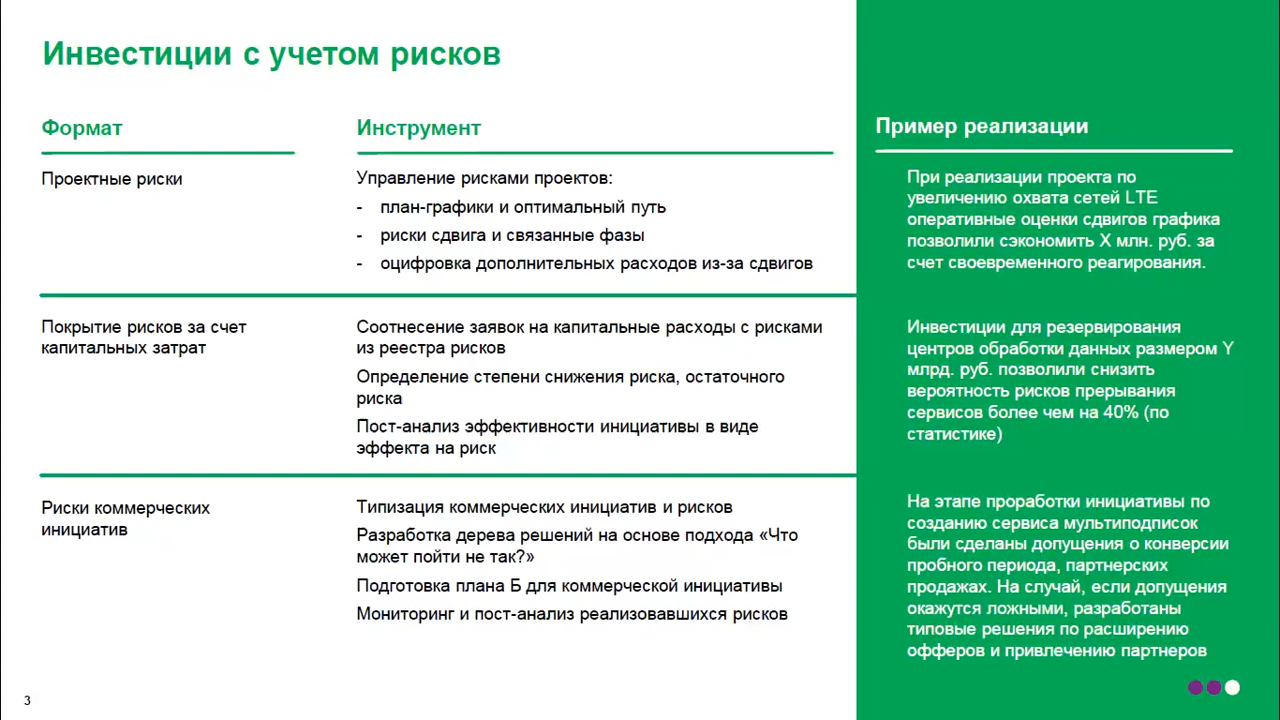 Инвестиции с учетом рисков
Формат
Инструмент
Пример реализации
Проектные риски
Управление рисками проектов:
- план-графики и оптимальный путь
- риски сдвига и связанные фазы
- оцифровка дополнительных расходов из-за сдвигов
При реализации проекта по
увеличению охвата сетей LTE
оперативные оценки сдвигов графика
позволили сэкономить X млн. руб. за
счет своевременного реагирования.
Покрытие рисков за счет
капитальных затрат
Соотнесение заявок на капитальные расходы с рисками
из реестра рисков
Определение степени снижения риска, остаточного
риска
Пост-анализ эффективности инициативы в виде
эффекта на риск
Инвестиции для резервирования
центров обработки данных размером Y
млрд. руб. позволили снизить
вероятность рисков прерывания
сервисов более чем на 40% (по
статистике)
Риски коммерческих
инициатив
Типизация коммерческих инициатив и рисков
Разработка дерева решений на основе подхода «Что
может пойти не так?»
Подготовка плана Б для коммерческой инициативы
Мониторинг и пост-анализ реализовавшихся рисков
На этапе проработки инициативы по
созданию сервиса мультиподписок
были сделаны допущения о конверсии
пробного периода, партнерских
продажах. На случай, если допущения
окажутся ложными, разработаны
типовые решения по расширению
офферов и привлечению партнеров
3